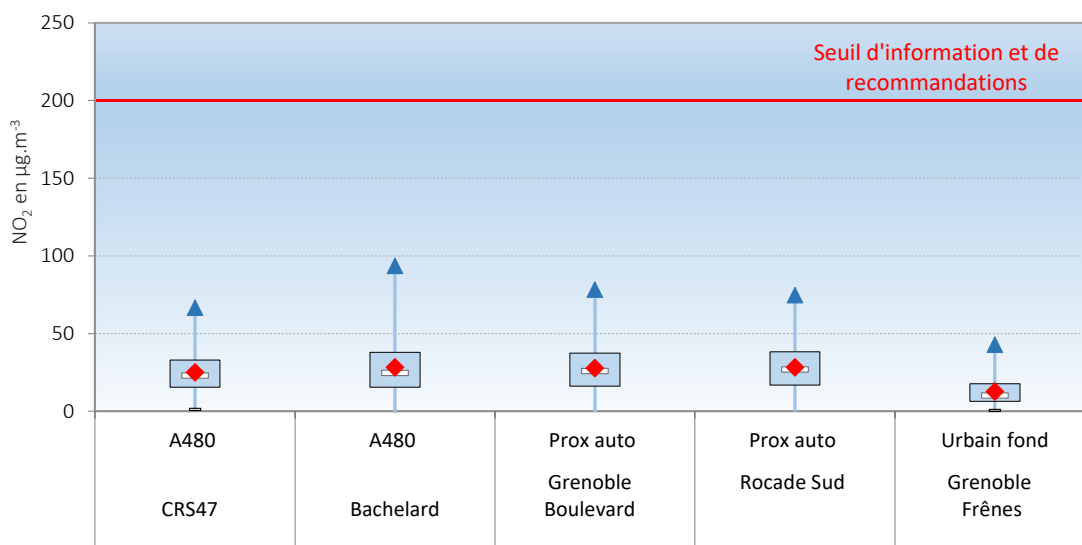 250
Seuil d'information et de
recommandations
200
150
100
50
0
NO2 en µg.m-3
A480
A480
Prox auto
Prox auto
Urbain fond
CRS47
Bachelard
Grenoble
Boulevard
Rocade Sud
Grenoble
Frênes